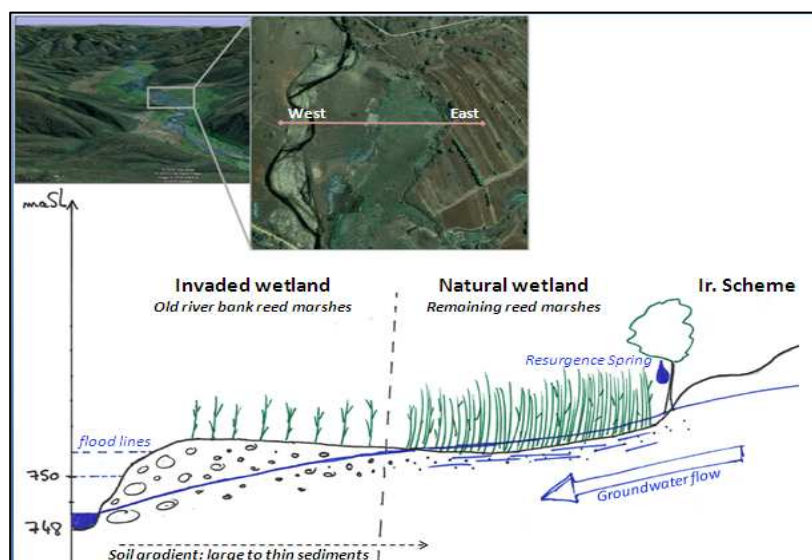 West East
maSL
Invaded wetland
Old river bank reed marshes
Natural wetland
Remaining reed marshes
Ir. Scheme
Resurgence Spring
flood lines
750
748
Groundwater flow
Soil gradient: large to thin sediments